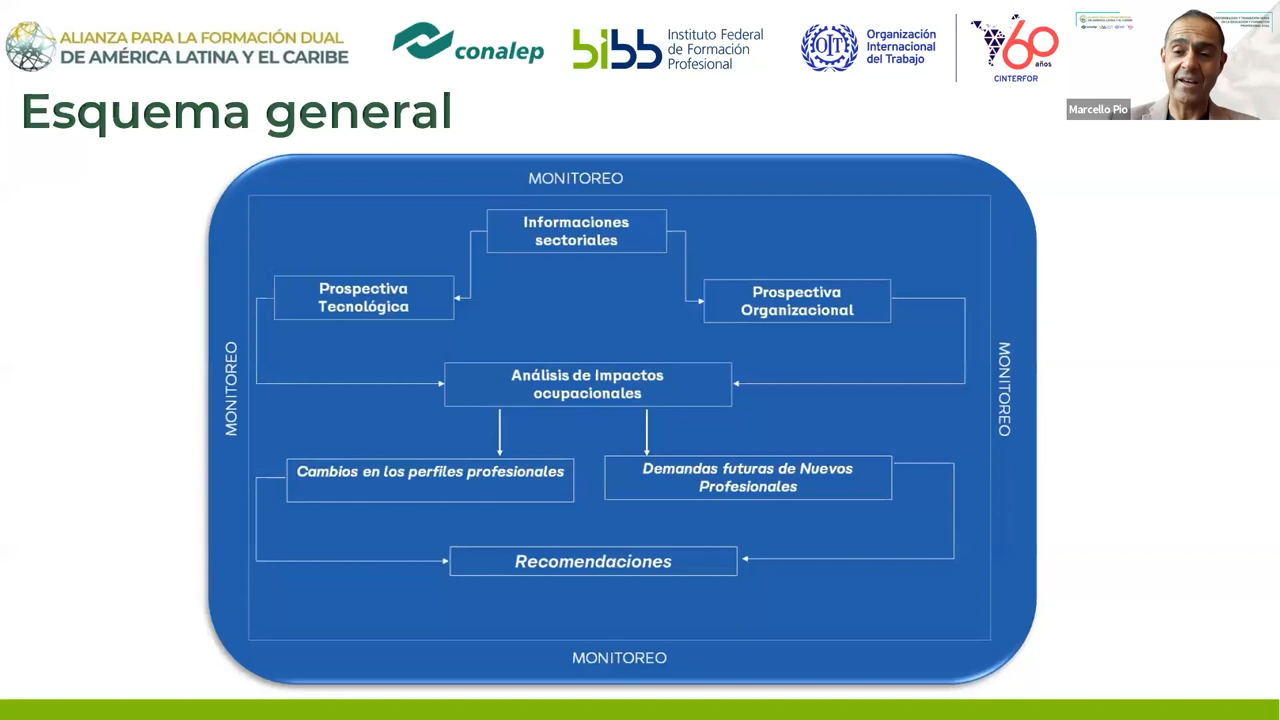 ALIANZA PARA LA FORMACIÓN DUAL
DE AMÉRICA LATINA Y EL CARIBE
conalep
bibb
Instituto Federal
de Formación
Profesional
OIT
Organización
Internacional
del Trabajo
60
años
CINTERFOR
Marcello Pio
Esquema general
MONITOREO
Informaciones
sectoriales
Prospectiva
Tecnológica
Prospectiva
Organizacional
MONITOREO
MONITOREO
Análisis de Impactos
ocupacionales
Cambios en los perfiles profesionales
Demandas futuras de Nuevos
Profesionales
Recomendaciones
MONITOREO